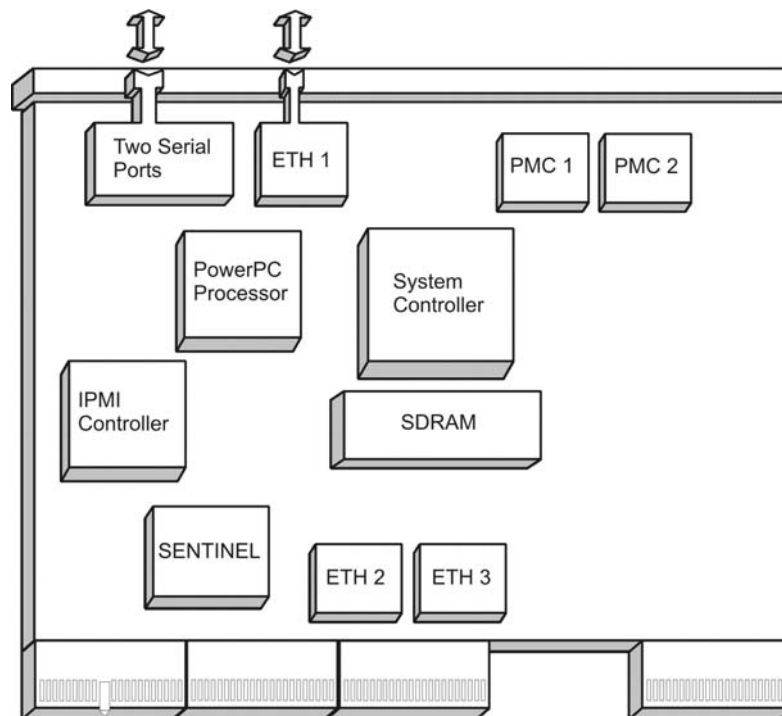 Two Serial
Ports
ETH 1
PMC 1
PMC 2
PowerPC
Processor
System
Controller
IPMI
Controller
SDRAM
SENTINEL
ETH 2
ETH 3